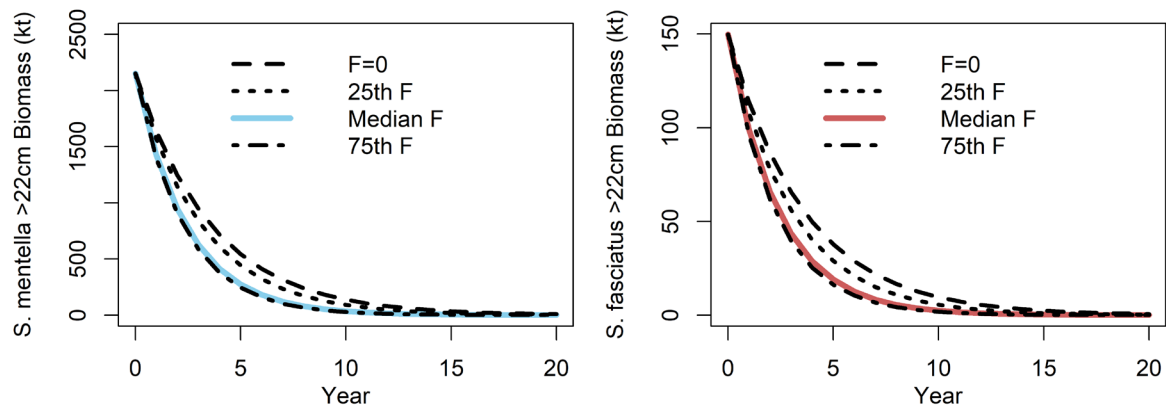 S. mentella >22cm Biomass (kt)
2500
1500
500
0
F=0
25th F
Median F
75th F
0 5 10 15 20
Year
S. fasciatus >22cm Biomass (kt)
150
100
50
0
F=0
25th F
Median F
75th F
0 5 10 15 20
Year